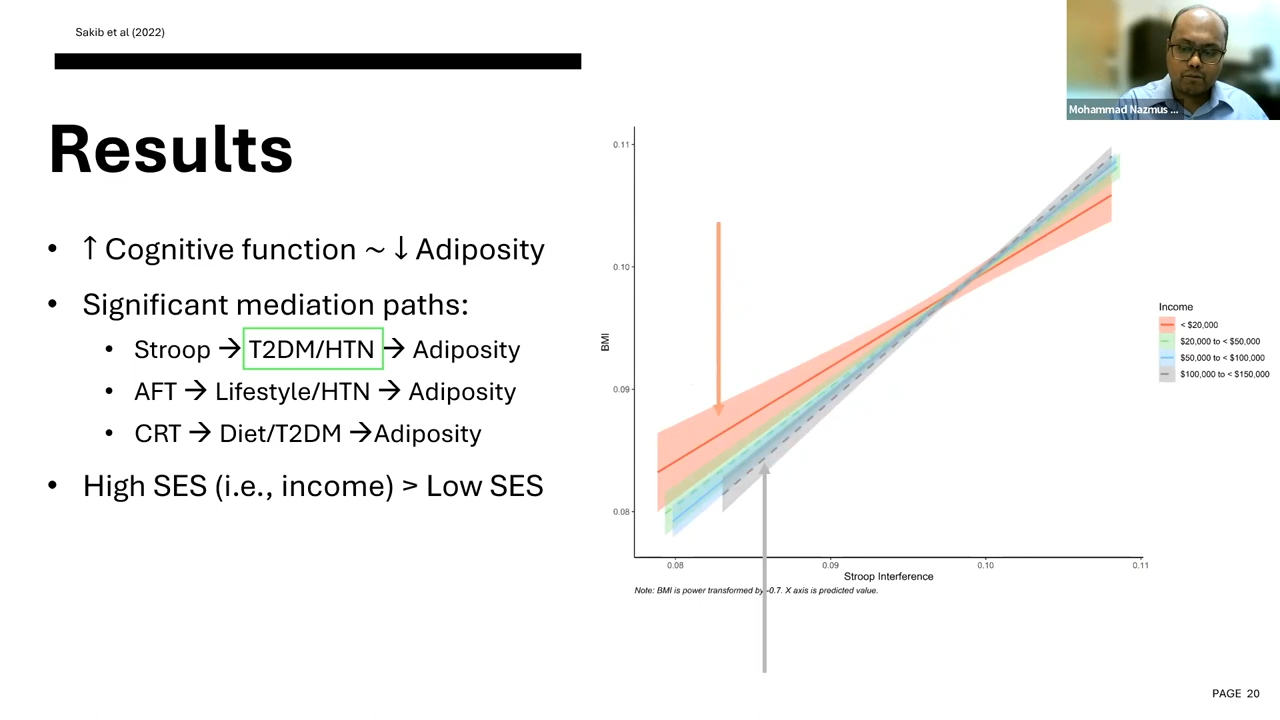 Sakib et al (2022)
Mohammad Nazmus ...
Results
• ↑ Cognitive function ~ ↓ Adiposity
• Significant mediation paths:
• Stroop → T2DM/HTN → Adiposity
• AFT → Lifestyle/HTN → Adiposity
• CRT → Diet/T2DM →Adiposity
• High SES (i.e., income) > Low SES
0.11
0.10
0.09
0.08
BMI
0.08 0.09 0.10 0.11
Stroop Interference
Note: BMI is power transformed by -0.7. X axis is predicted value.
Income
< $20,000
$20,000 to < $50,000
$50,000 to < $100,000
$100,000 to < $150,000
PAGE 20